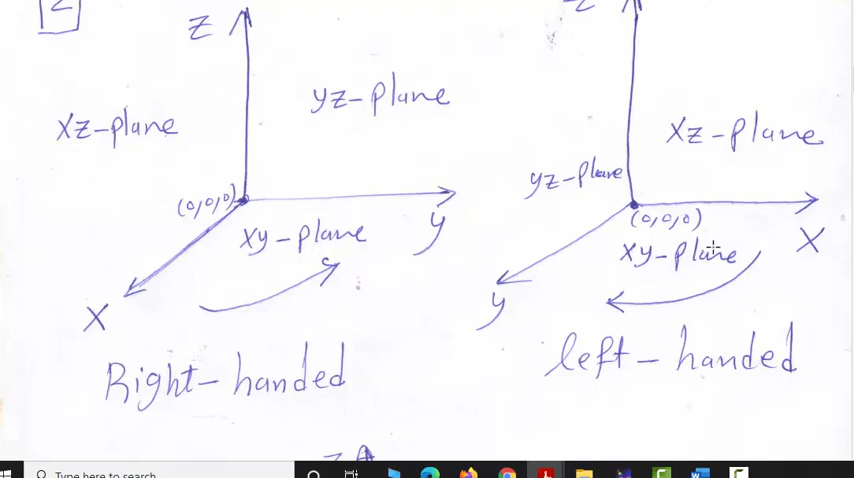 2
Z
yz-plane
xz-plane
(0,0,0)
xy-plane
y
x
Right-handed
Z
xz-plane
yz-plane
(0,0,0)
xy-plane
x
y
left-handed
z
Type here to search